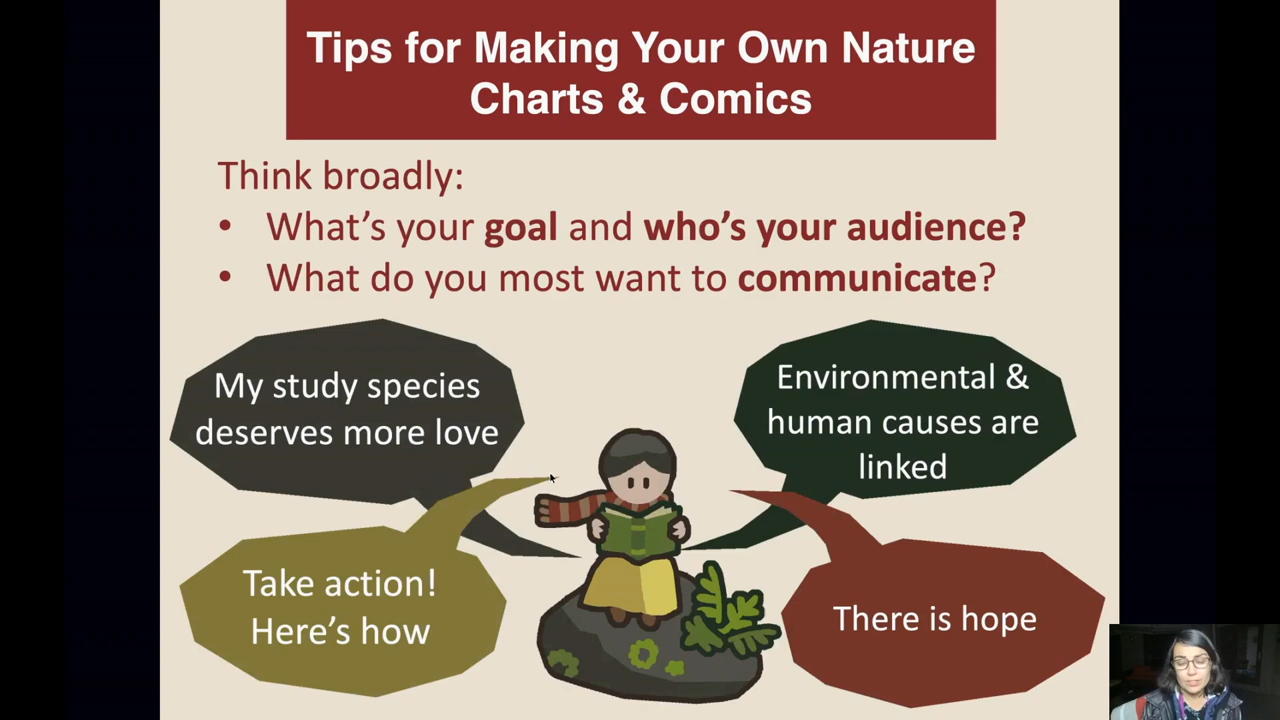 Tips for Making Your Own Nature
Charts & Comics
Think broadly:
• What’s your goal and who’s your audience?
• What do you most want to communicate?
My study species
deserves more love
Environmental &
human causes are
linked
Take action!
Here’s how
There is hope